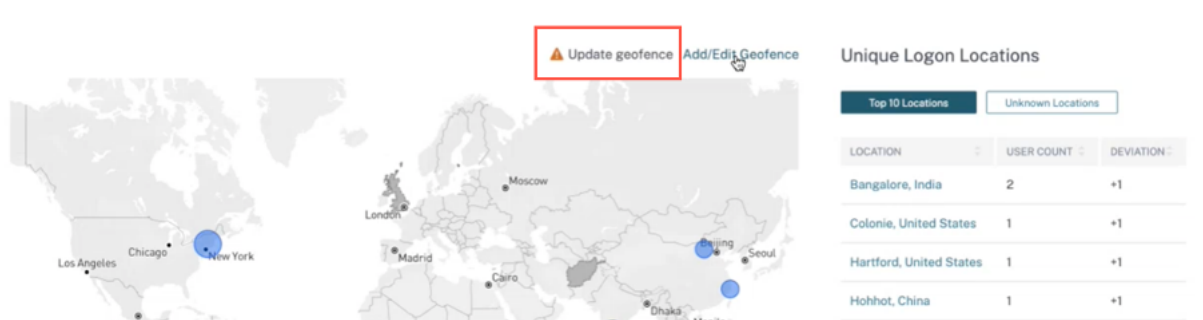 Update geofence Add/Edit Geofence
Unique Logon Locations
Top 10 Locations Unknown Locations
LOCATION USER COUNT DEVIATION
Bangalore, India 2 +1
Colonie, United States 1 +1
Hartford, United States 1 +1
Hohhot, China 1 +1
Moscow
London
Chicago
New York
Los Angeles
Madrid
Beijing
Seoul
Cairo
Dhaka